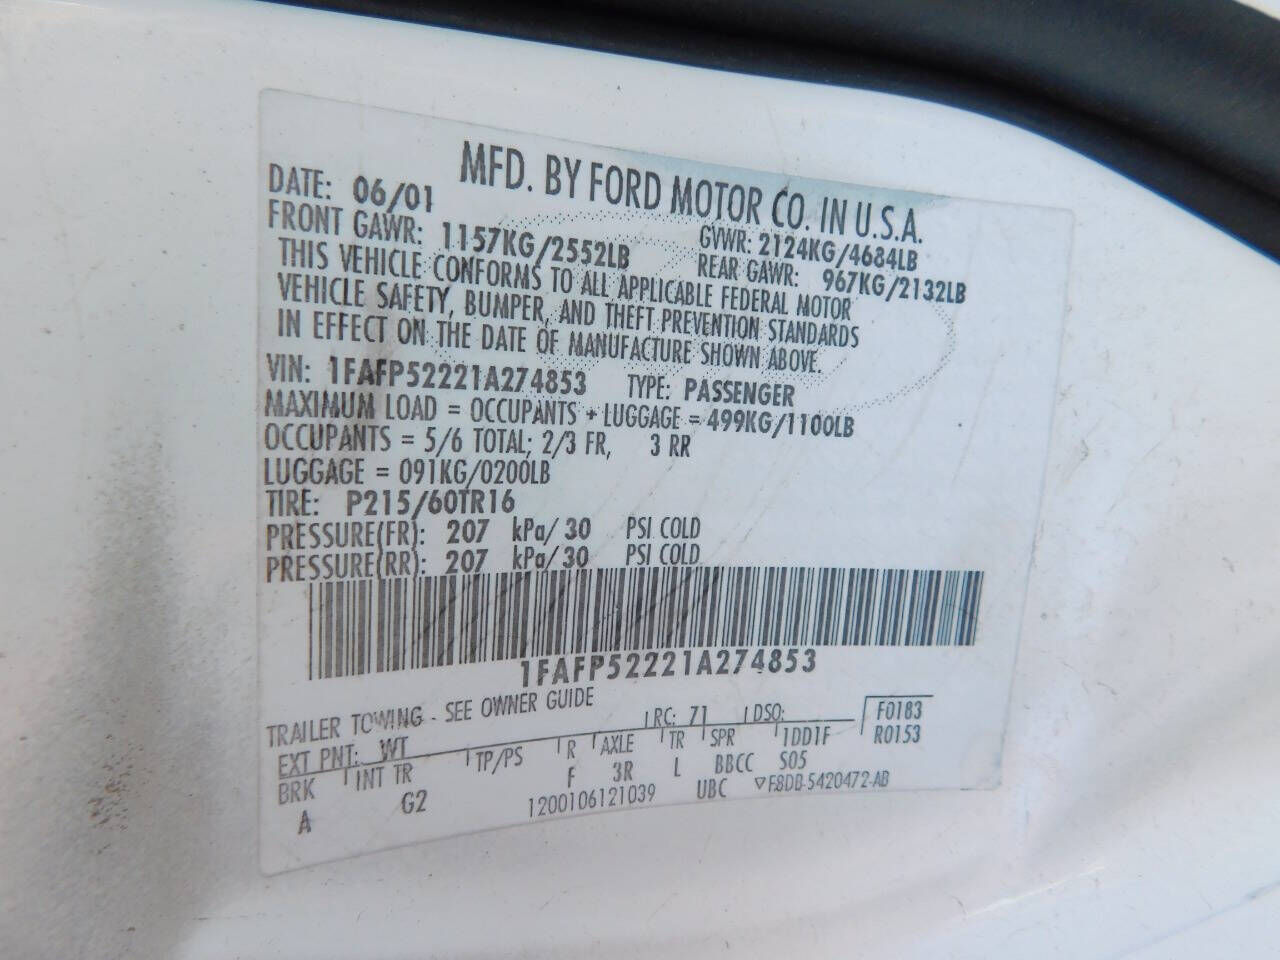 MFD. BY FORD MOTOR CO. IN U.S.A.
DATE: 06/01 GVWR: 2124KG/4684LB
FRONT GAWR: 1157KG/2552LB REAR GAWR: 967KG/2132LB
THIS VEHICLE CONFORMS TO ALL APPLICABLE FEDERAL MOTOR
VEHICLE SAFETY, BUMPER, AND THEFT PREVENTION STANDARDS
IN EFFECT ON THE DATE OF MANUFACTURE SHOWN ABOVE.
VIN: 1FAFP52221A274853 TYPE: PASSENGER
MAXIMUM LOAD = OCCUPANTS + LUGGAGE = 499KG/1100LB
OCCUPANTS = 5/6 TOTAL; 2/3 FR, 3 RR
LUGGAGE = 091KG/0200LB
TIRE: P215/60TR16
PRESSURE(FR): 207 kPa/ 30 PSI COLD
PRESSURE(RR): 207 kPa/ 30 PSI COLD
1FAFP52221A274853
TRAILER TOWING - SEE OWNER GUIDE
EXT PNT: WT RC: 71 DSO: F0183
BRK INT TR TP/PS R AXLE TR SPR 1DD1F R0153
A G2 F 3R L BBCC S05
1200106121039 UBC ▽F8DB-5420472-AB